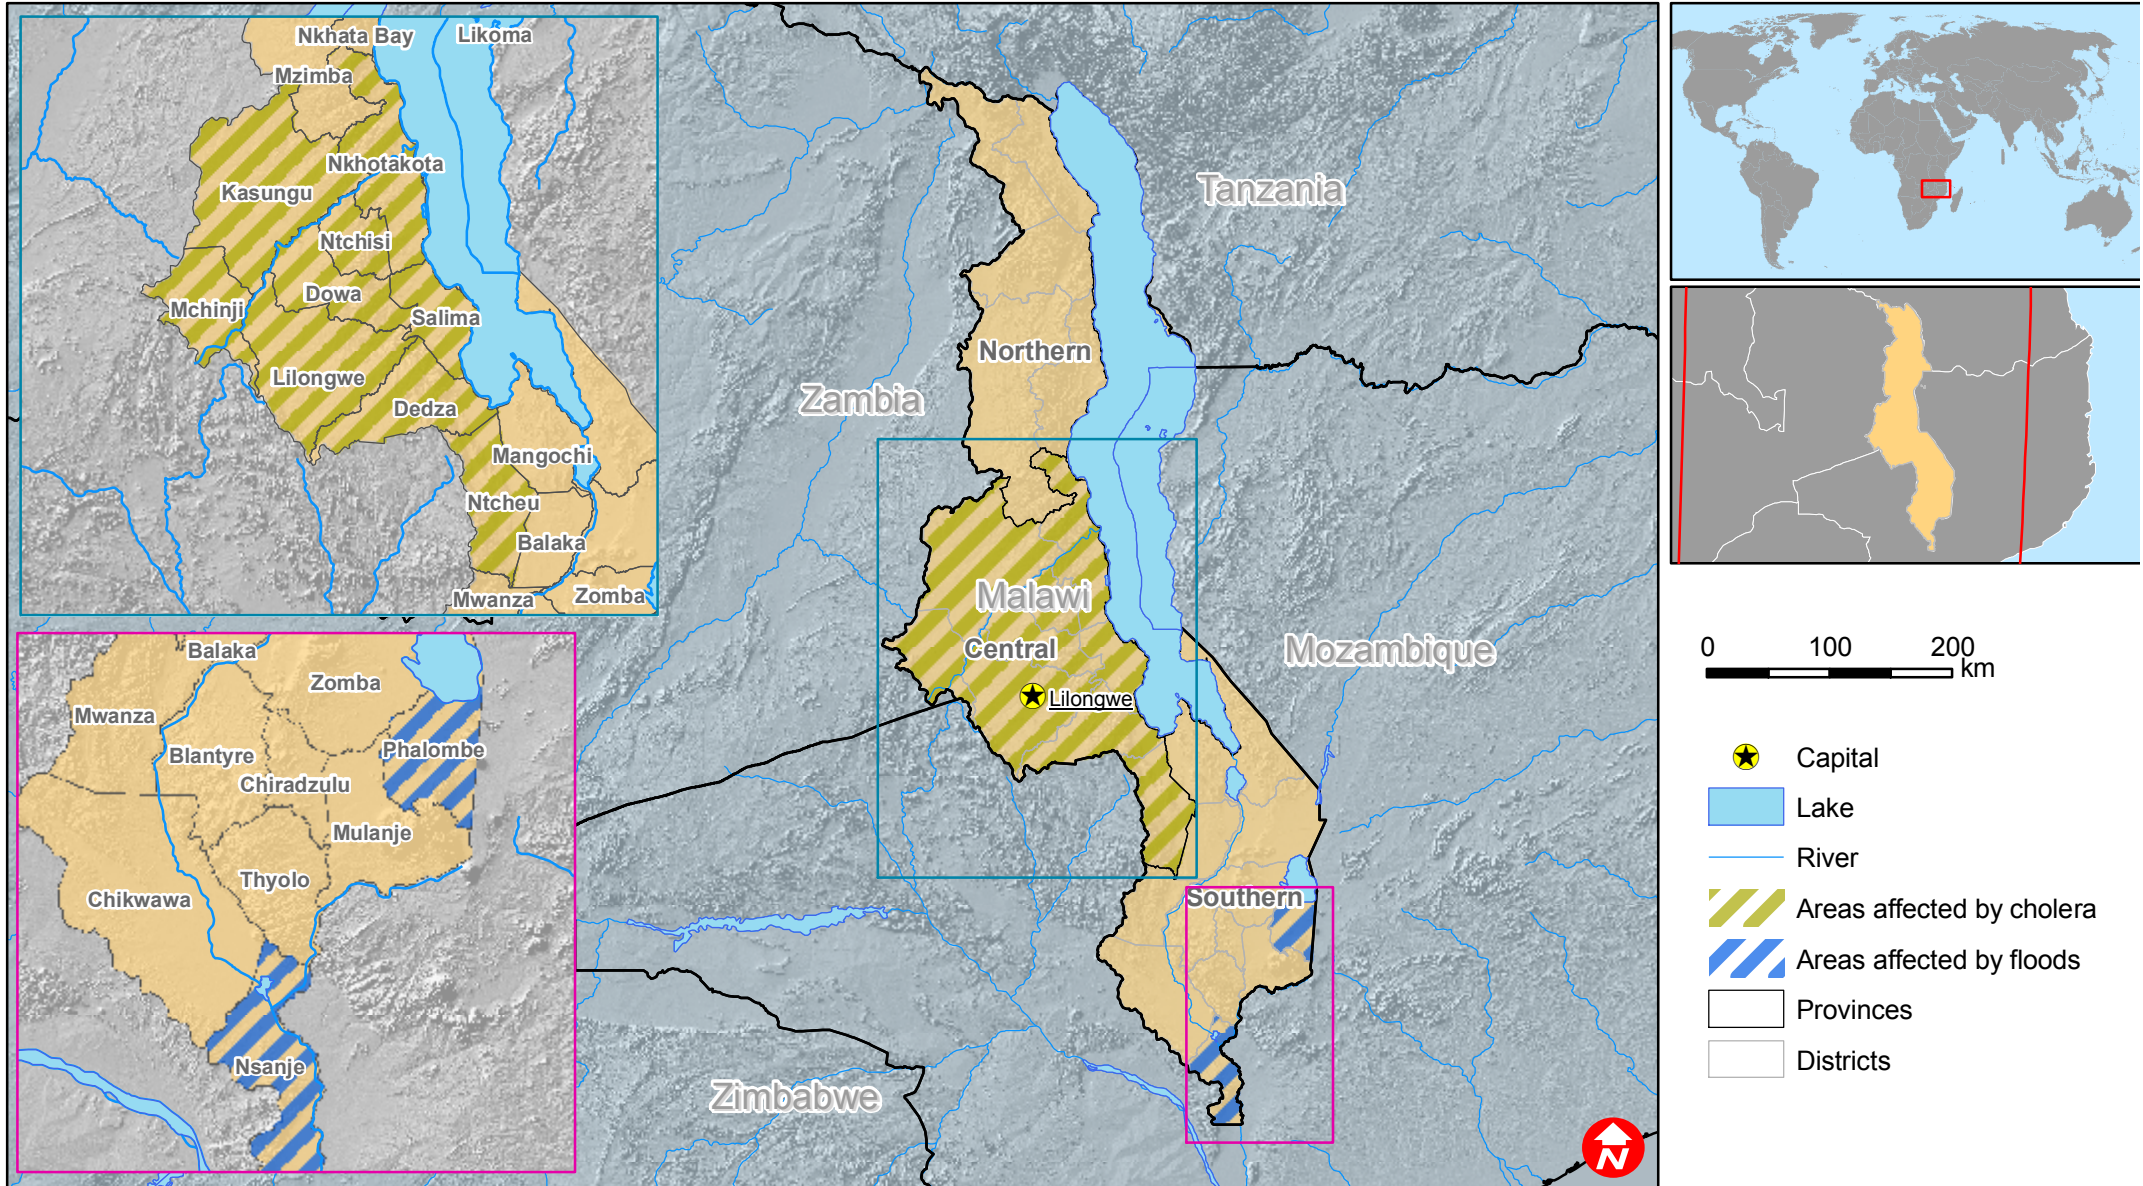 Nkhata Bay
Likoma
Mzimba
Nkhotakota
Kasungu
Ntchisi
Dowa
Mchinji
Salima
Lilongwe
Dedza
Mangochi
Ntcheu
Balaka
Mwanza
Zomba
Balaka
Zomba
Mwanza
Phalombe
Blantyre
Chiradzulu
Mulanje
Thyolo
Chikwawa
Nsanje
Tanzania
Northern
Zambia
Malawi
Central
Mozambique
Lilongwe
Southern
Zimbabwe
N
0 100 200
km
Capital
Lake
River
Areas affected by cholera
Areas affected by floods
Provinces
Districts